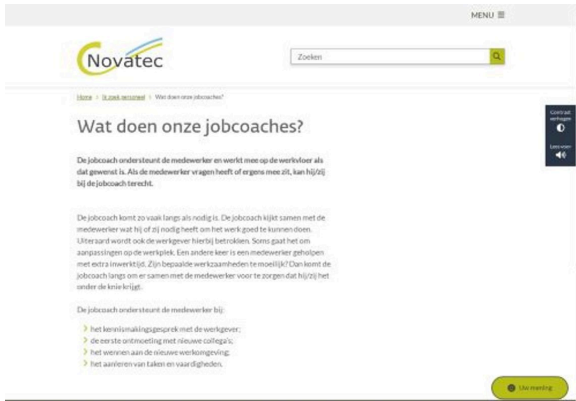 MENU
Novatec
Zoeken
Home > Ik zoek personeel > Wat doen onze jobcoaches?
Contrast verhogen
Lees voor
Wat doen onze jobcoaches?
De jobcoach ondersteunt de medewerker en werkt mee op de werkvloer als
dat gewenst is. Als de medewerker vragen heeft of ergens mee zit, kan hij/zij
bij de jobcoach terecht.
De jobcoach komt zo vaak langs als nodig is. De jobcoach kijkt samen met de
medewerker wat hij of zij nodig heeft om het werk goed te kunnen doen.
Uiteraard wordt ook de werkgever hierbij betrokken. Soms gaat het om
aanpassingen op de werkplek. Een andere keer is een medewerker geholpen
met extra inwerktijd. Zijn bepaalde werkzaamheden te moeilijk? Dan komt de
jobcoach langs om er samen met de medewerker voor te zorgen dat hij/zij het
onder de knie krijgt.
De jobcoach ondersteunt de medewerker bij:
het kennismakingsgesprek met de werkgever;
de eerste ontmoeting met nieuwe collega's;
het wennen aan de nieuwe werkomgeving;
het aanleren van taken en vaardigheden.
Uw mening